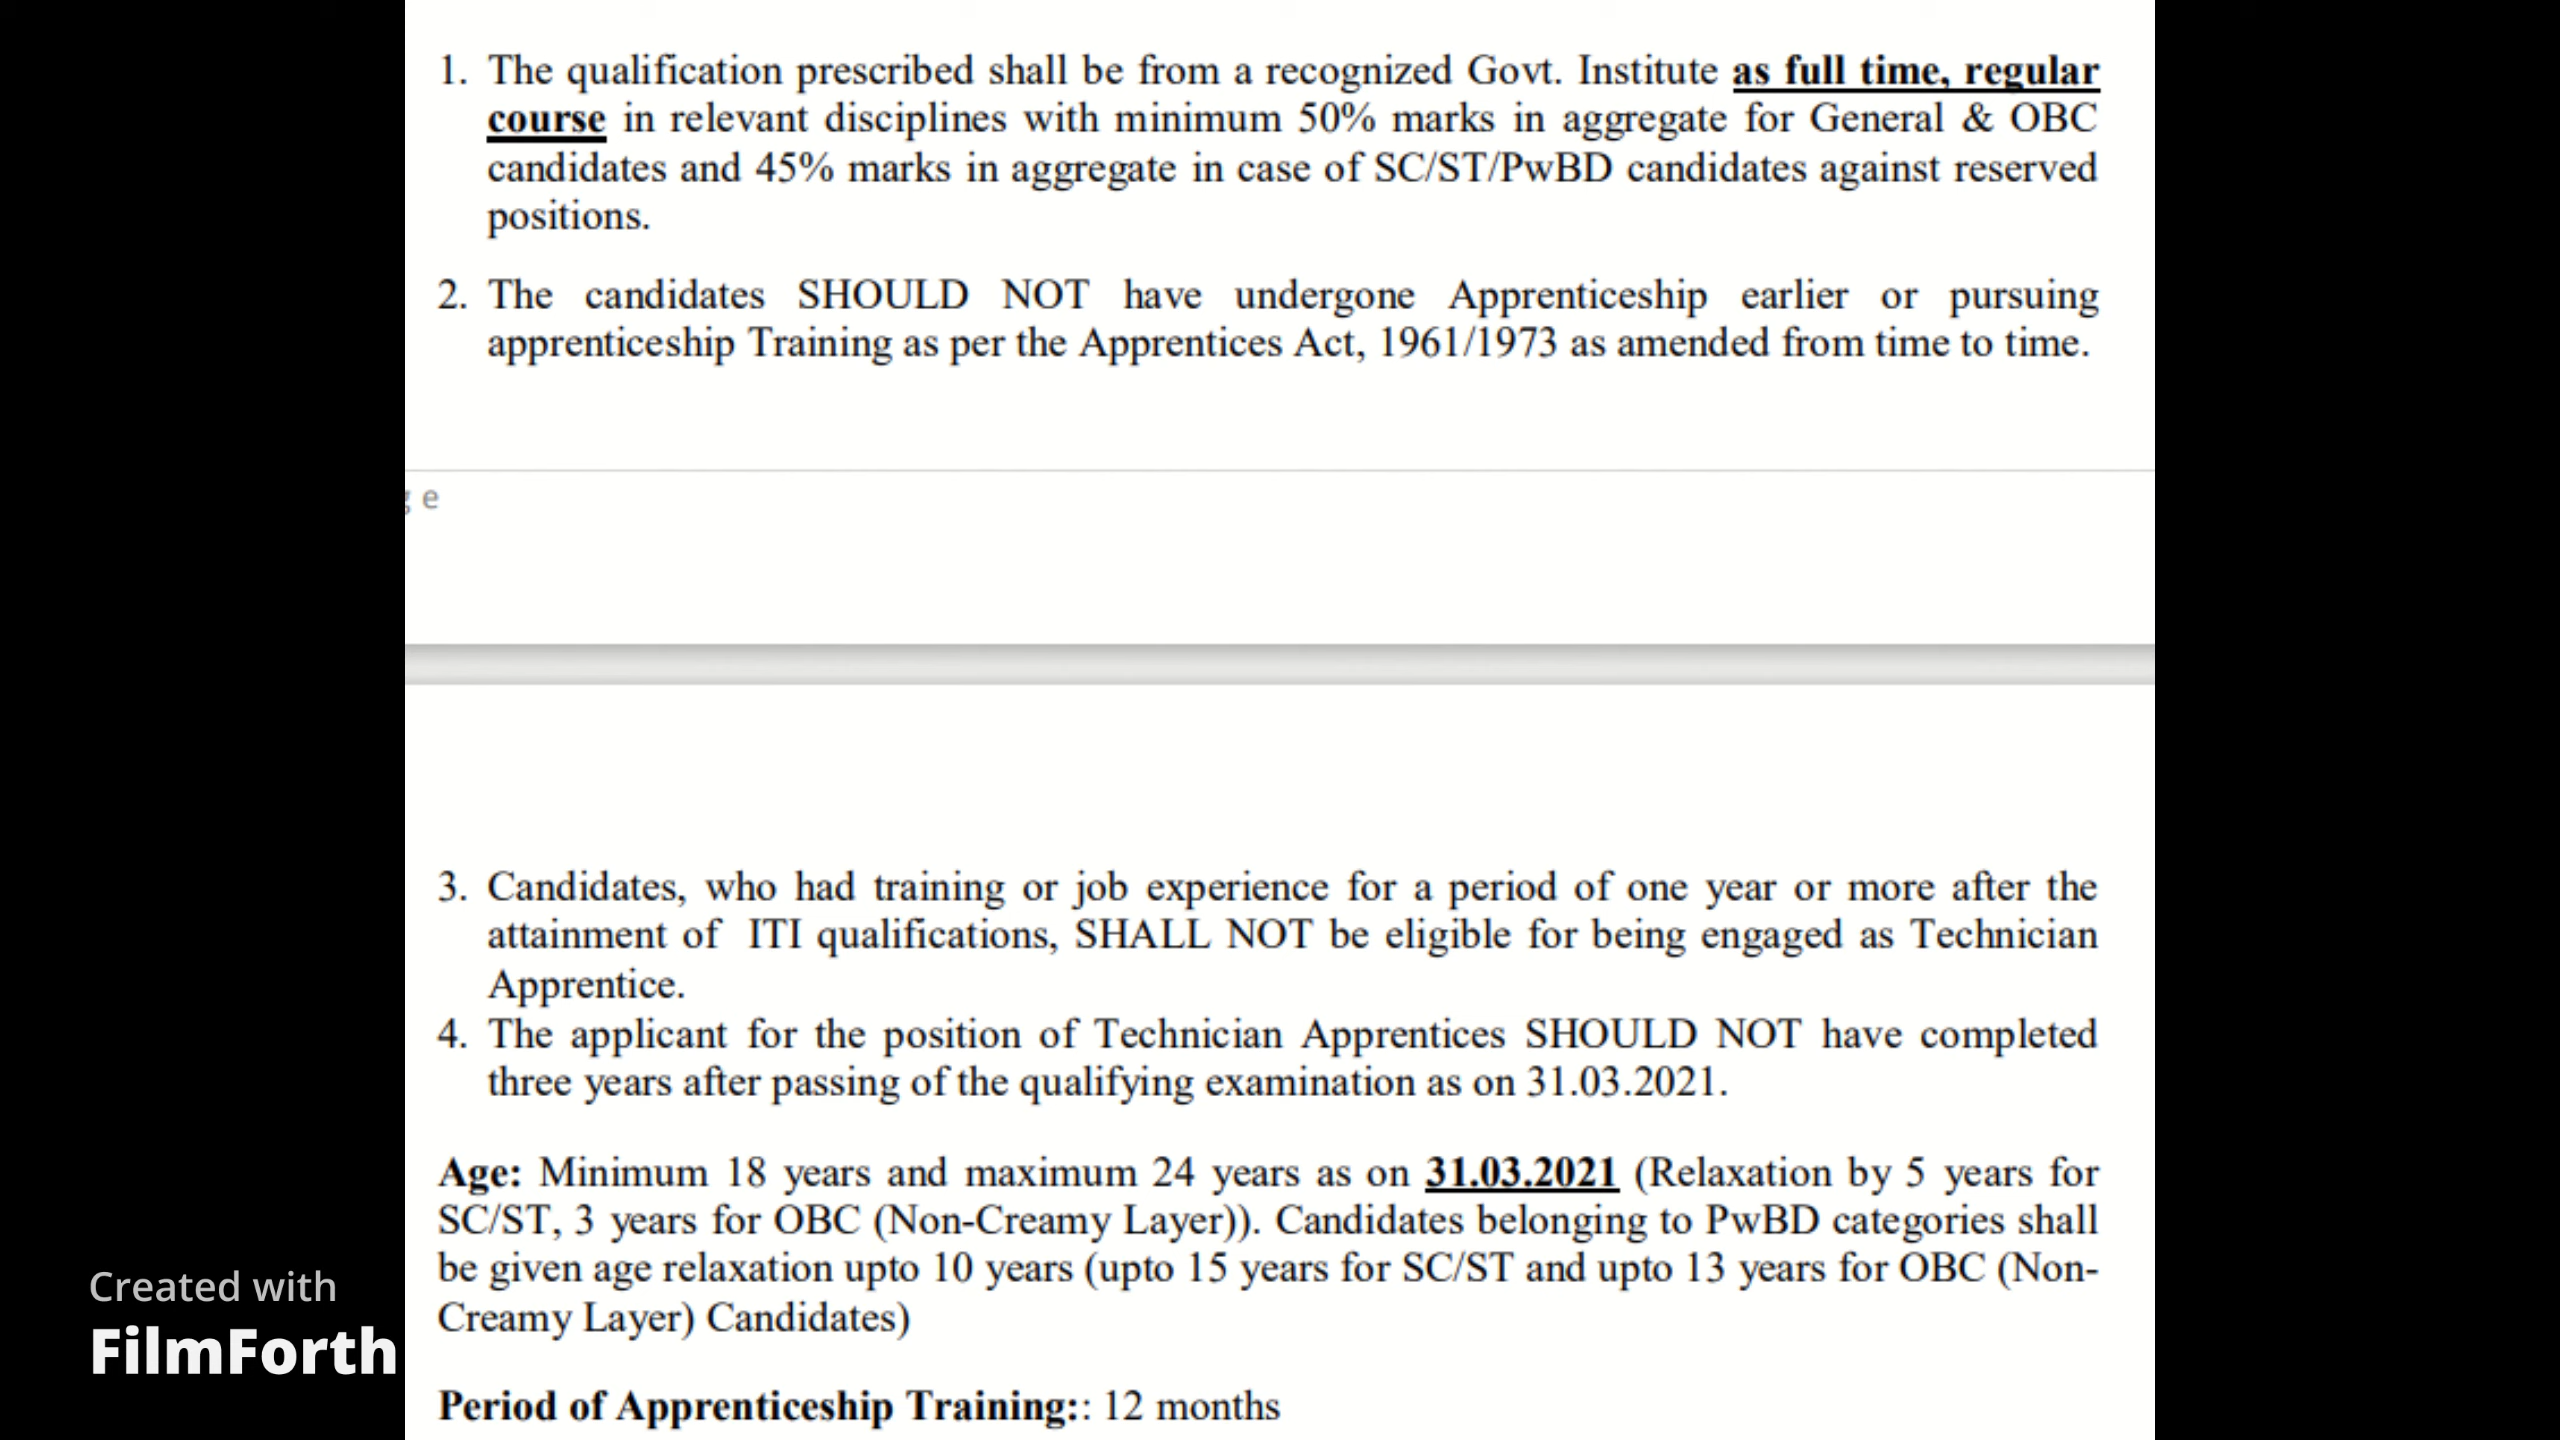 1. The qualification prescribed shall be from a recognized Govt. Institute as full time, regular
course in relevant disciplines with minimum 50% marks in aggregate for General & OBC
candidates and 45% marks in aggregate in case of SC/ST/PwBD candidates against reserved
positions.
2. The candidates SHOULD NOT have undergone Apprenticeship earlier or pursuing
apprenticeship Training as per the Apprentices Act, 1961/1973 as amended from time to time.
3. Candidates, who had training or job experience for a period of one year or more after the
attainment of ITI qualifications, SHALL NOT be eligible for being engaged as Technician
Apprentice.
4. The applicant for the position of Technician Apprentices SHOULD NOT have completed
three years after passing of the qualifying examination as on 31.03.2021.
Age: Minimum 18 years and maximum 24 years as on 31.03.2021 (Relaxation by 5 years for
SC/ST, 3 years for OBC (Non-Creamy Layer)). Candidates belonging to PwBD categories shall
be given age relaxation upto 10 years (upto 15 years for SC/ST and upto 13 years for OBC (Non-
Creamy Layer) Candidates)
Period of Apprenticeship Training:: 12 months
Created with
FilmForth